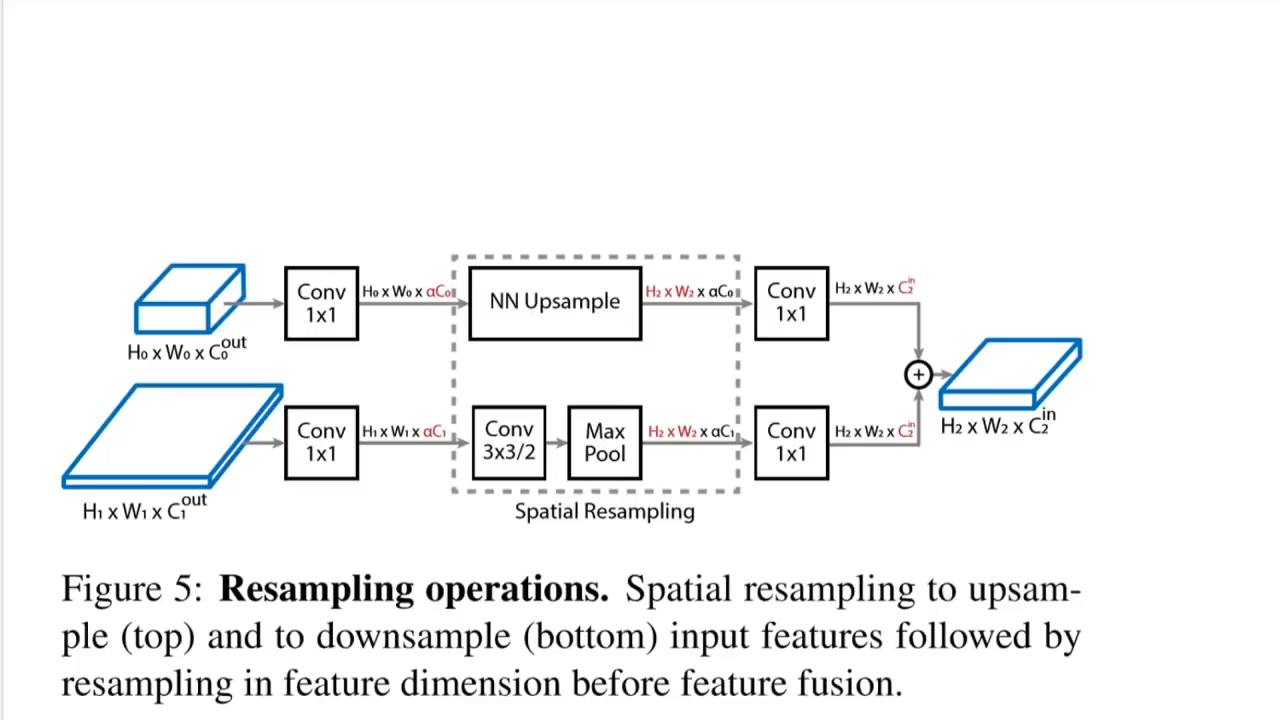 Conv
1x1
H₀ x W₀ x αC₀
NN Upsample
H₂ x W₂ x αC₀
Conv
1x1
H₂ x W₂ x C₂ⁱⁿ
H₀ x W₀ x C₀ᵒᵘᵗ
+
H₂ x W₂ x C₂ⁱⁿ
Conv
1x1
H₁ x W₁ x αC₁
Conv
3x3/2
Max
Pool
H₂ x W₂ x αC₁
Conv
1x1
H₂ x W₂ x C₂ⁱⁿ
H₁ x W₁ x C₁ᵒᵘᵗ
Spatial Resampling
Figure 5: Resampling operations. Spatial resampling to upsam-
ple (top) and to downsample (bottom) input features followed by
resampling in feature dimension before feature fusion.